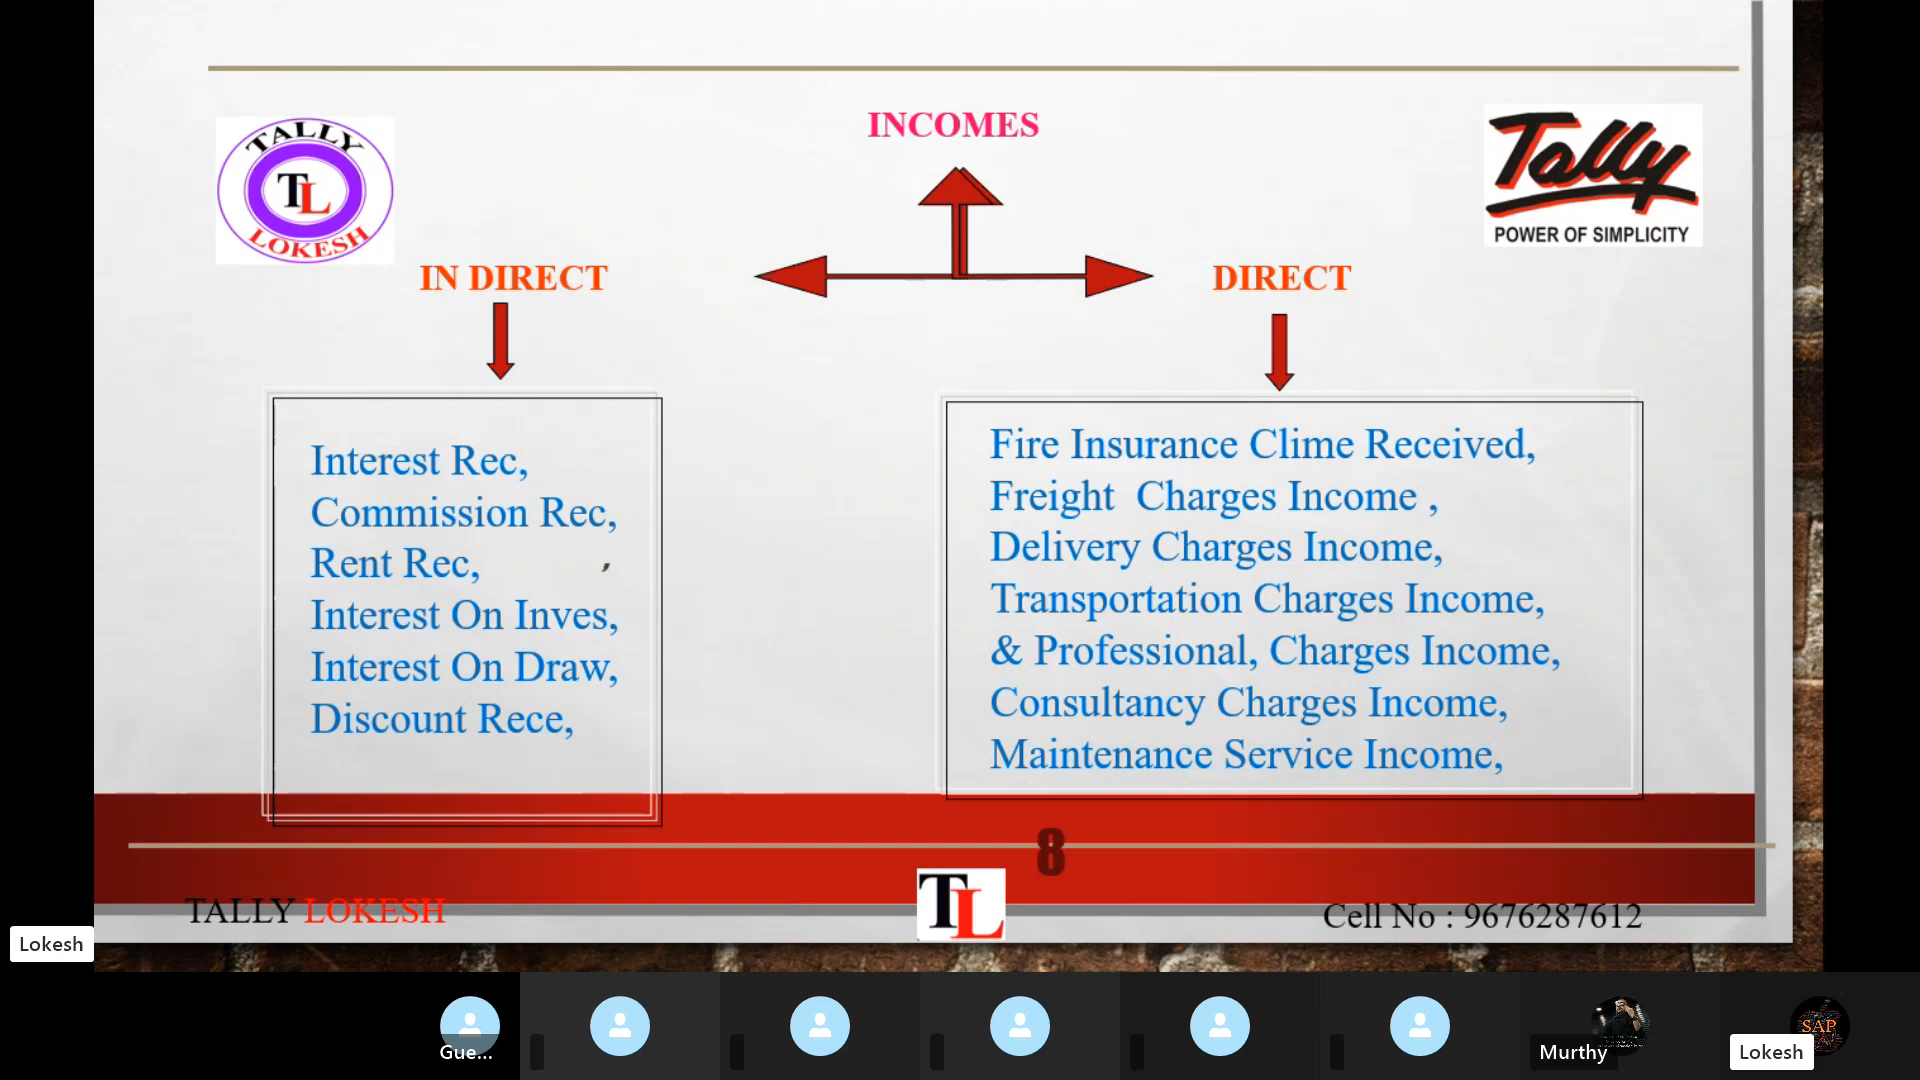 INCOMES
TALLY
TL
LOKESH
Tally
POWER OF SIMPLICITY
IN DIRECT
DIRECT
Interest Rec,
Commission Rec,
Rent Rec,
Interest On Inves,
Interest On Draw,
Discount Rece,
Fire Insurance Clime Received,
Freight Charges Income ,
Delivery Charges Income,
Transportation Charges Income,
& Professional, Charges Income,
Consultancy Charges Income,
Maintenance Service Income,
8
TALLY LOKESH
TL
Cell No : 9676287612
Lokesh
Gue...
Murthy
SAP
Lokesh